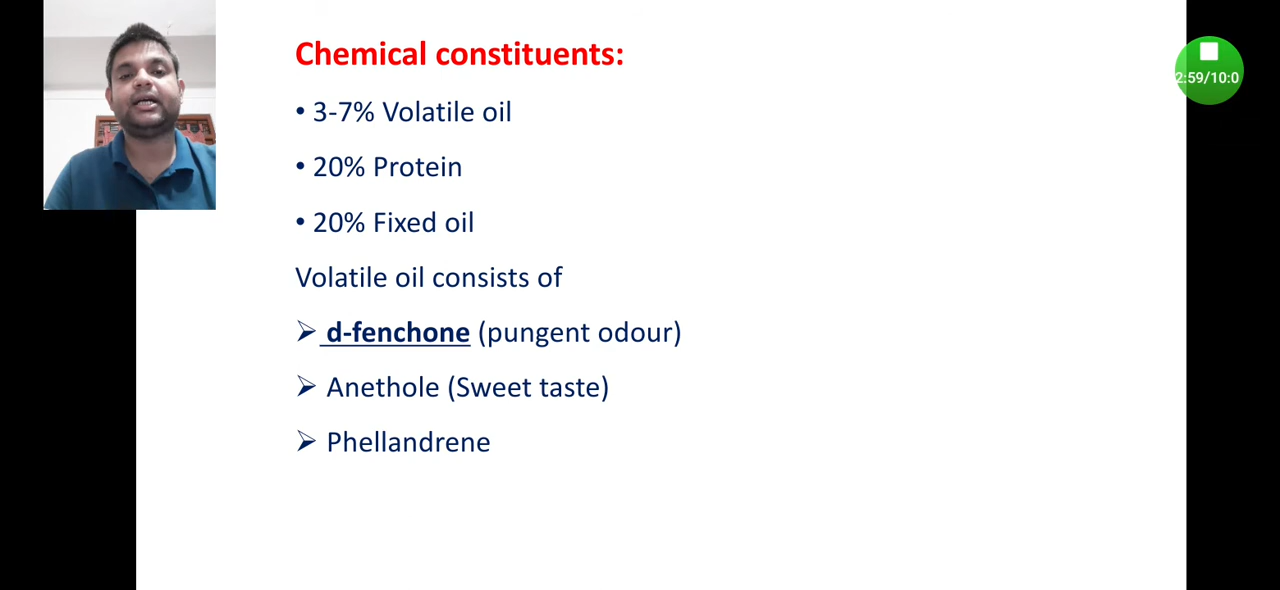 Chemical constituents:
• 3-7% Volatile oil
• 20% Protein
• 20% Fixed oil
Volatile oil consists of
➢ d-fenchone (pungent odour)
➢ Anethole (Sweet taste)
➢ Phellandrene
2:59/10:0